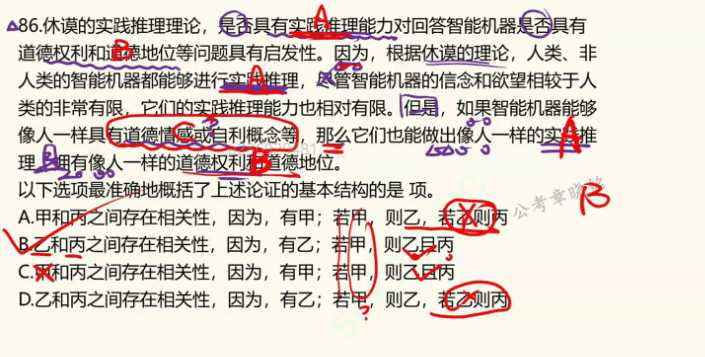 86.休谟的实践推理理论，是否具有实践推理能力对回答智能机器是否具有
道德权利和道德地位等问题具有启发性。因为，根据休谟的理论，人类、非
人类的智能机器都能够进行实践推理，尽管智能机器的信念和欲望相较于人
类的非常有限，它们的实践推理能力也相对有限。但是，如果智能机器能够
像人一样具有道德情感或自利概念等，那么它们也能做出像人一样的实践推
理，拥有像人一样的道德权利和道德地位。
以下选项最准确地概括了上述论证的基本结构的是 项。
A.甲和丙之间存在相关性，因为，有甲；若甲，则乙，若乙则丙
B.乙和丙之间存在相关性，因为，有乙；若甲，则乙且丙
C.甲和丙之间存在相关性，因为，有甲；若甲，则乙且丙
D.乙和丙之间存在相关性，因为，有乙；若甲，则乙，若乙则丙
A
B
A
C
B
A
B
公考章晓铭